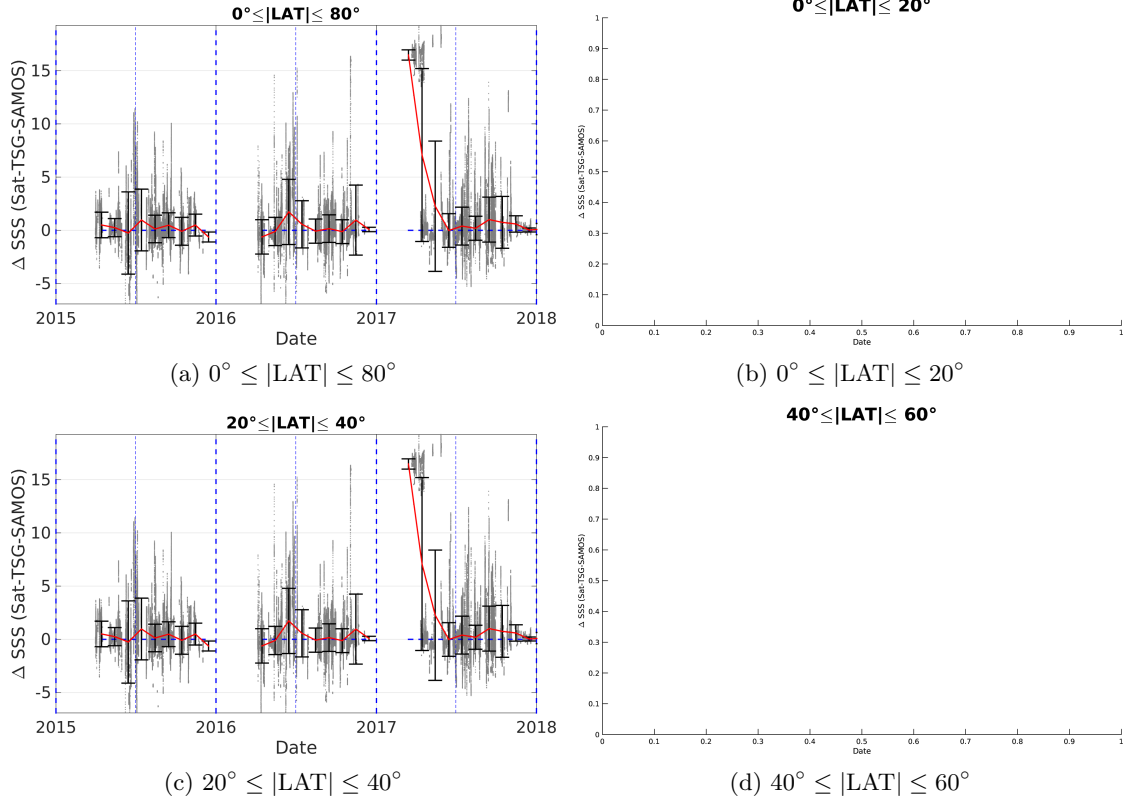 0°≤|LAT|≤ 80°
15
10
5
0
-5
Δ SSS (Sat-TSG-SAMOS)
2015 2016 2017 2018
Date
(a) 0° ≤ |LAT| ≤ 80°
0°≤|LAT|≤ 20°
1
0.9
0.8
0.7
0.6
0.5
0.4
0.3
0.2
0.1
0
Δ SSS (Sat-TSG-SAMOS)
0 0.1 0.2 0.3 0.4 0.5 0.6 0.7 0.8 0.9 1
Date
(b) 0° ≤ |LAT| ≤ 20°
20°≤|LAT|≤ 40°
15
10
5
0
-5
Δ SSS (Sat-TSG-SAMOS)
2015 2016 2017 2018
Date
(c) 20° ≤ |LAT| ≤ 40°
40°≤|LAT|≤ 60°
1
0.9
0.8
0.7
0.6
0.5
0.4
0.3
0.2
0.1
0
Δ SSS (Sat-TSG-SAMOS)
0 0.1 0.2 0.3 0.4 0.5 0.6 0.7 0.8 0.9 1
Date
(d) 40° ≤ |LAT| ≤ 60°